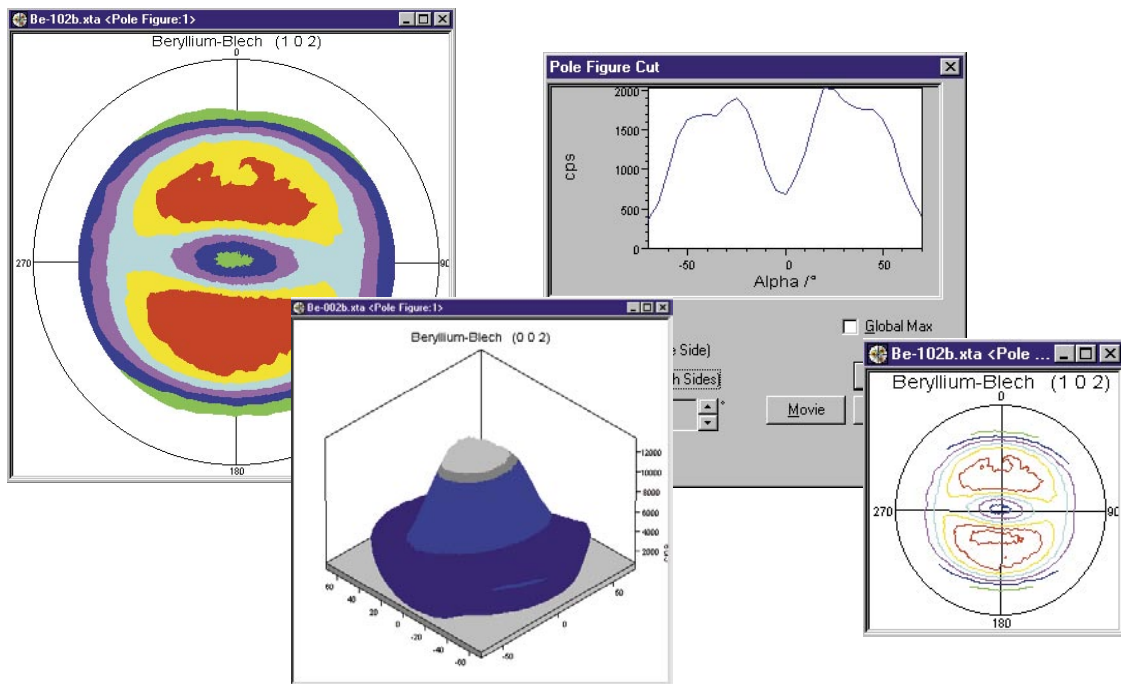 Be-102b.xta <Pole Figure:1>
Beryllium-Blech (1 0 2)
0
270
90
180
Pole Figure Cut
2000
1500
1000
500
0
cps
-50 0 50
Alpha /°
Global Max
e Side)
h Sides)
°
Movie
Be-002b.xta <Pole Figure:1>
Beryllium-Blech (0 0 2)
12000
10000
8000
6000
4000
2000
60 40 20 0 -20 -40 -60
-50 0 50
Be-102b.xta <Pole ...
Beryllium-Blech (1 0 2)
0
270
90
180